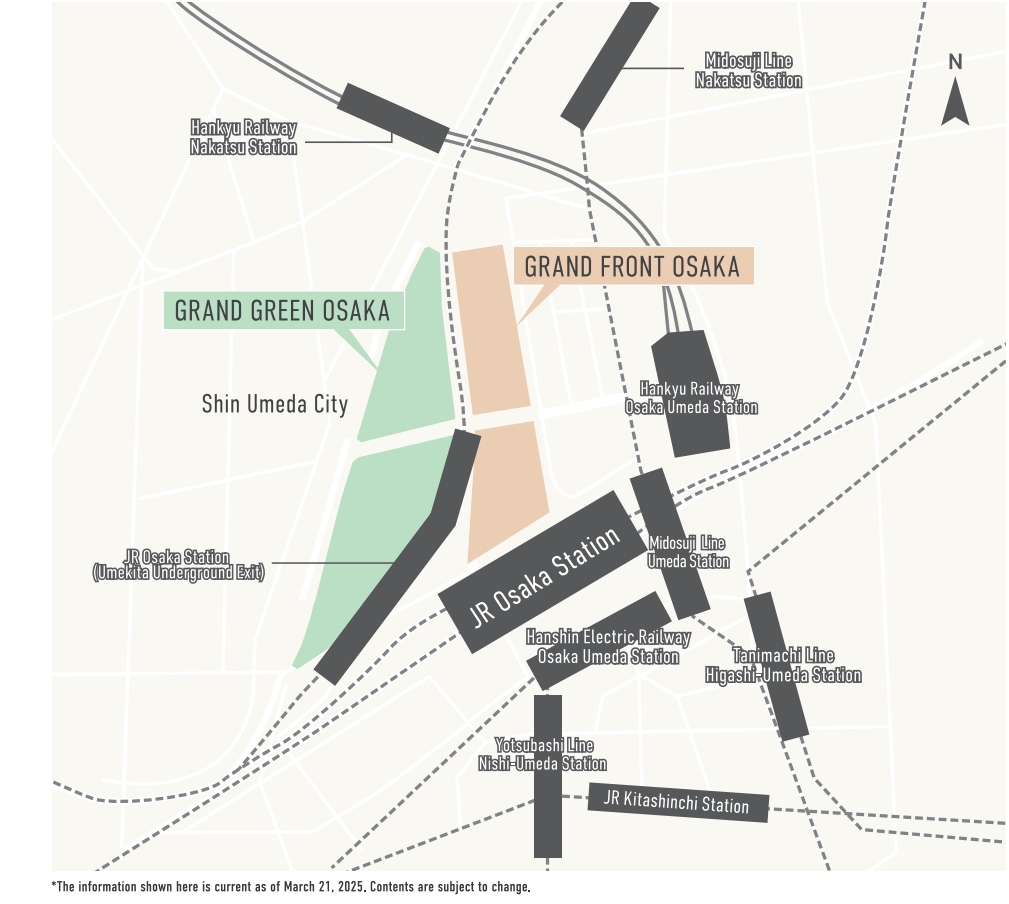 Midosuji Line
Nakatsu Station
N
Hankyu Railway
Nakatsu Station
GRAND FRONT OSAKA
GRAND GREEN OSAKA
Shin Umeda City
Hankyu Railway
Osaka Umeda Station
JR Osaka Station
Midosuji Line
Umeda Station
JR Osaka Station
(Umekita Underground Exit)
Hanshin Electric Railway
Osaka Umeda Station
Tanimachi Line
Higashi-Umeda Station
Yotsubashi Line
Nishi-Umeda Station
JR Kitashinchi Station
*The information shown here is current as of March 21, 2025. Contents are subject to change.